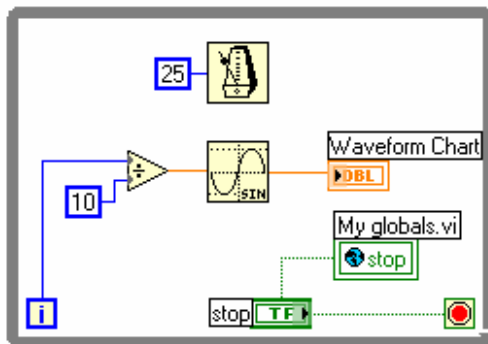 25
Waveform Chart
÷
SIN
DBL
10
My globals.vi
stop
i
stop TF